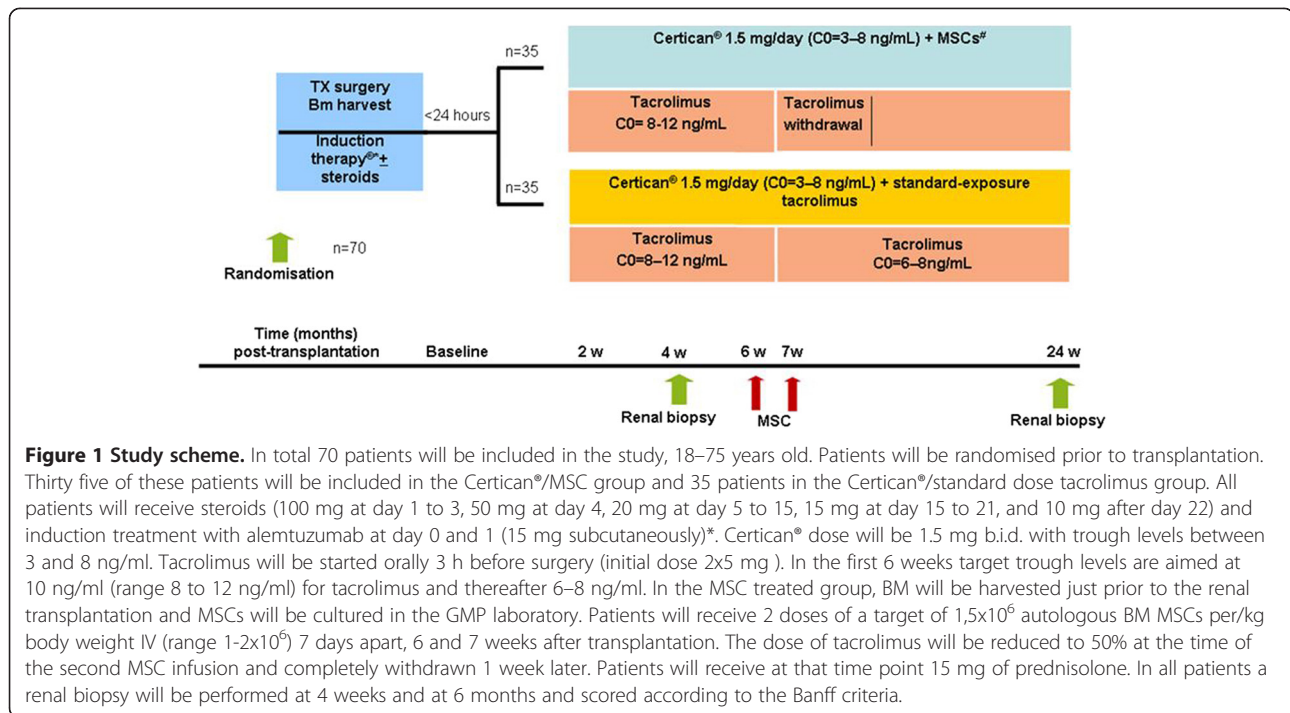 Certican® 1.5 mg/day (C0=3–8 ng/mL) + MSCs#
n=35
TX surgery
Bm harvest
<24 hours
Tacrolimus
C0= 8-12 ng/mL
Tacrolimus
withdrawal
Induction
therapy®*±
steroids
n=35
Certican® 1.5 mg/day (C0=3–8 ng/mL) + standard-exposure
tacrolimus
n=70
Randomisation
Tacrolimus
C0=8–12 ng/mL
Tacrolimus
C0=6–8ng/mL
Time (months)
post-transplantation
Baseline
2 w
4 w
6 w
7w
24 w
Renal biopsy
MSC
Renal biopsy
Figure 1 Study scheme. In total 70 patients will be included in the study, 18–75 years old. Patients will be randomised prior to transplantation.
Thirty five of these patients will be included in the Certican®/MSC group and 35 patients in the Certican®/standard dose tacrolimus group. All
patients will receive steroids (100 mg at day 1 to 3, 50 mg at day 4, 20 mg at day 5 to 15, 15 mg at day 15 to 21, and 10 mg after day 22) and
induction treatment with alemtuzumab at day 0 and 1 (15 mg subcutaneously)*. Certican® dose will be 1.5 mg b.i.d. with trough levels between
3 and 8 ng/ml. Tacrolimus will be started orally 3 h before surgery (initial dose 2x5 mg ). In the first 6 weeks target trough levels are aimed at
10 ng/ml (range 8 to 12 ng/ml) for tacrolimus and thereafter 6–8 ng/ml. In the MSC treated group, BM will be harvested just prior to the renal
transplantation and MSCs will be cultured in the GMP laboratory. Patients will receive 2 doses of a target of 1,5x10⁶ autologous BM MSCs per/kg
body weight IV (range 1-2x10⁶) 7 days apart, 6 and 7 weeks after transplantation. The dose of tacrolimus will be reduced to 50% at the time of
the second MSC infusion and completely withdrawn 1 week later. Patients will receive at that time point 15 mg of prednisolone. In all patients a
renal biopsy will be performed at 4 weeks and at 6 months and scored according to the Banff criteria.